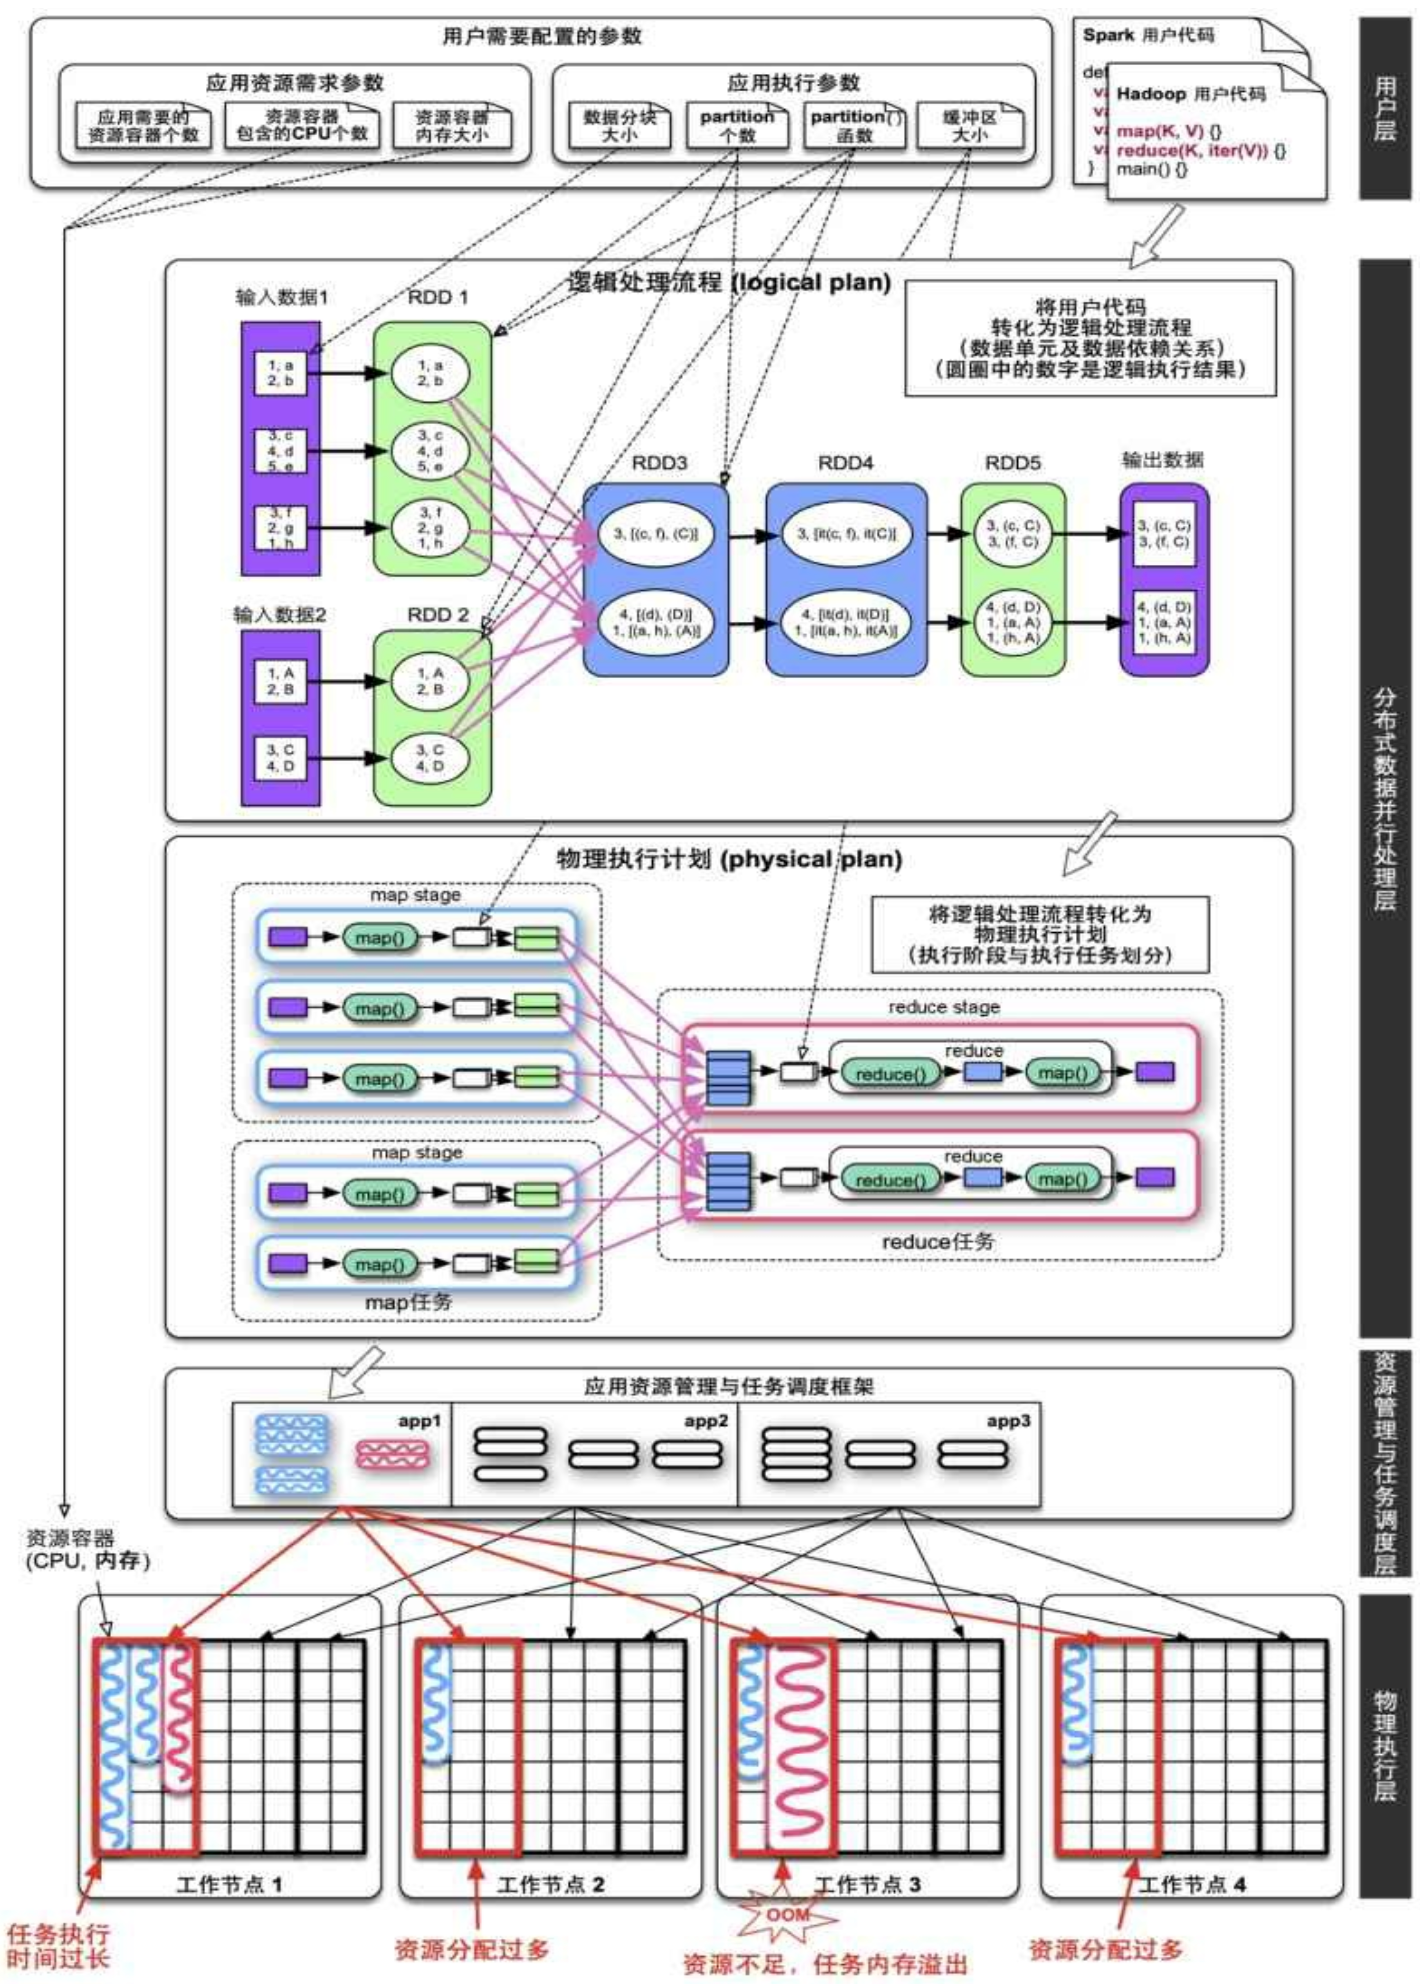 用户需要配置的参数
应用资源需求参数
应用需要的
资源容器个数
资源容器
包含的CPU个数
资源容器
内存大小
应用执行参数
数据分块
大小
partition
个数
partition()
函数
缓冲区
大小
Spark 用户代码
def
va
va
va
va
}
Hadoop 用户代码
map(K, V) {}
reduce(K, iter(V)) {}
main() {}
用户层
逻辑处理流程 (logical plan)
将用户代码
转化为逻辑处理流程
(数据单元及数据依赖关系)
(圆圈中的数字是逻辑执行结果)
输入数据1
1, a
2, b
3, c
4, d
5, e
3, f
2, g
1, h
RDD 1
1, a
2, b
3, c
4, d
5, e
3, f
2, g
1, h
输入数据2
1, A
2, B
3, C
4, D
RDD 2
1, A
2, B
3, C
4, D
RDD3
3, [(c, f), (C)]
4, [(d), (D)]
1, [(a, h), (A)]
RDD4
3, [it(c, f), it(C)]
4, [it(d), it(D)]
1, [it(a, h), it(A)]
RDD5
3, (c, C)
3, (f, C)
4, (d, D)
1, (a, A)
1, (h, A)
输出数据
3, (c, C)
3, (f, C)
4, (d, D)
1, (a, A)
1, (h, A)
分布式数据并行处理层
物理执行计划 (physical plan)
将逻辑处理流程转化为
物理执行计划
(执行阶段与执行任务划分)
map stage
map()
map()
map()
map stage
map()
map()
map任务
reduce stage
reduce
reduce()
map()
reduce
reduce()
map()
reduce任务
应用资源管理与任务调度框架
app1
app2
app3
资源管理与任务调度层
资源容器
(CPU, 内存)
工作节点 1
工作节点 2
工作节点 3
工作节点 4
物理执行层
任务执行
时间过长
资源分配过多
OOM
资源不足，任务内存溢出
资源分配过多